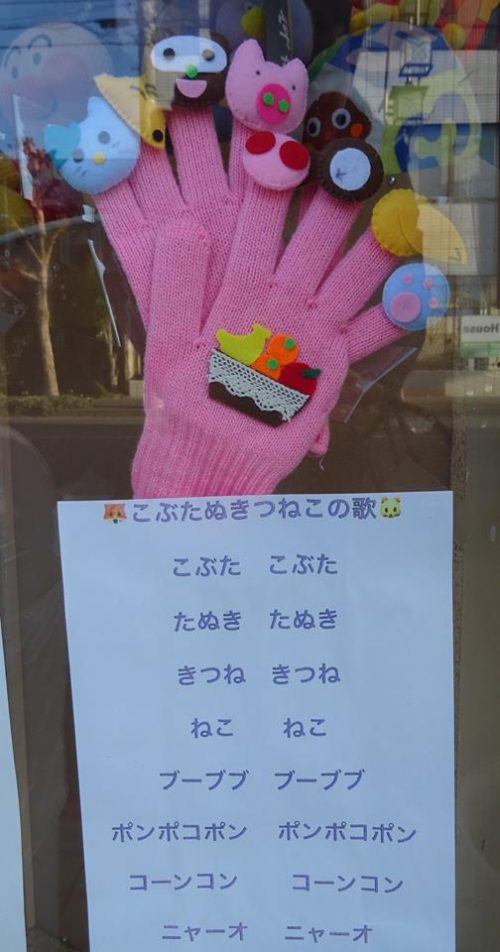 こぶたぬきつねこの歌
こぶた こぶた
たぬき たぬき
きつね きつね
ねこ ねこ
ブーブブ ブーブブ
ポンポコポン ポンポコポン
コーンコン コーンコン
ニャーオ ニャーオ
House